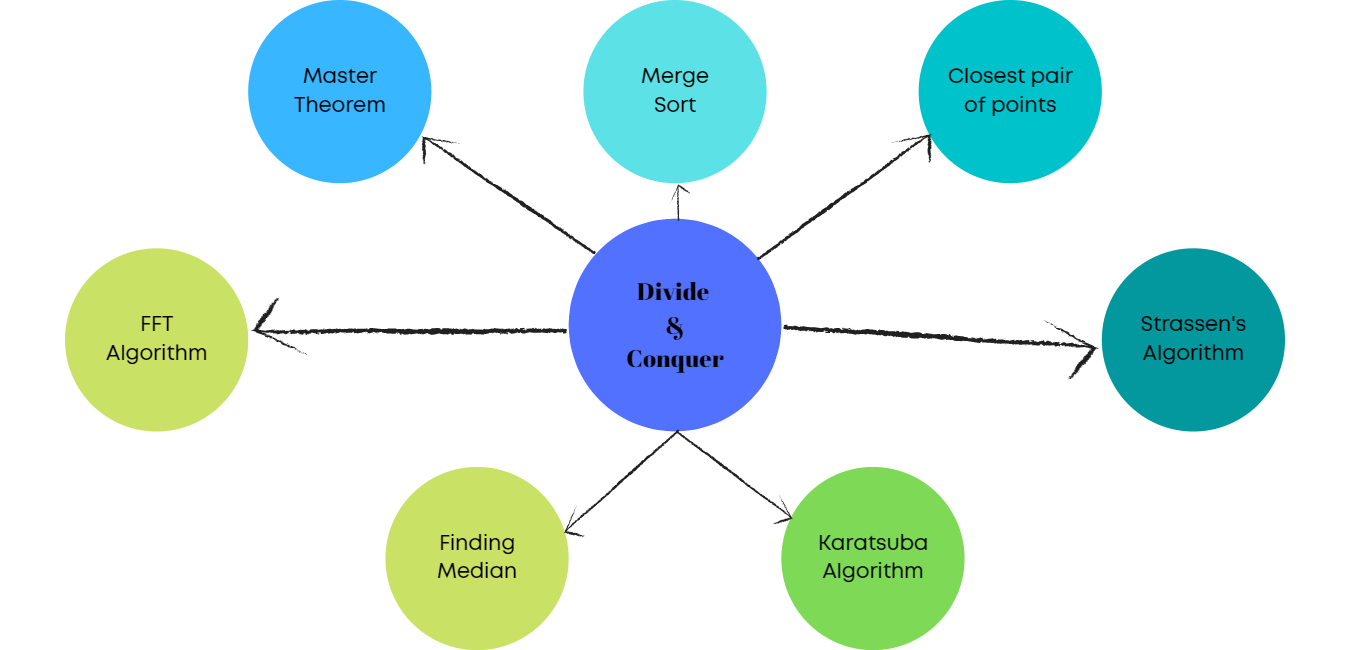 Master
Theorem
Merge
Sort
Closest pair
of points
Divide
&
Conquer
FFT
Algorithm
Strassen's
Algorithm
Finding
Median
Karatsuba
Algorithm